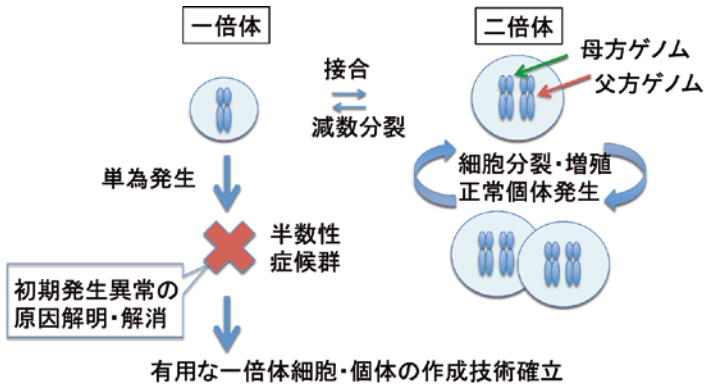 一倍体
二倍体
母方ゲノム
父方ゲノム
接合
減数分裂
単為発生
細胞分裂・増殖
正常個体発生
半数性
症候群
初期発生異常の
原因解明・解消
有用な一倍体細胞・個体の作成技術確立